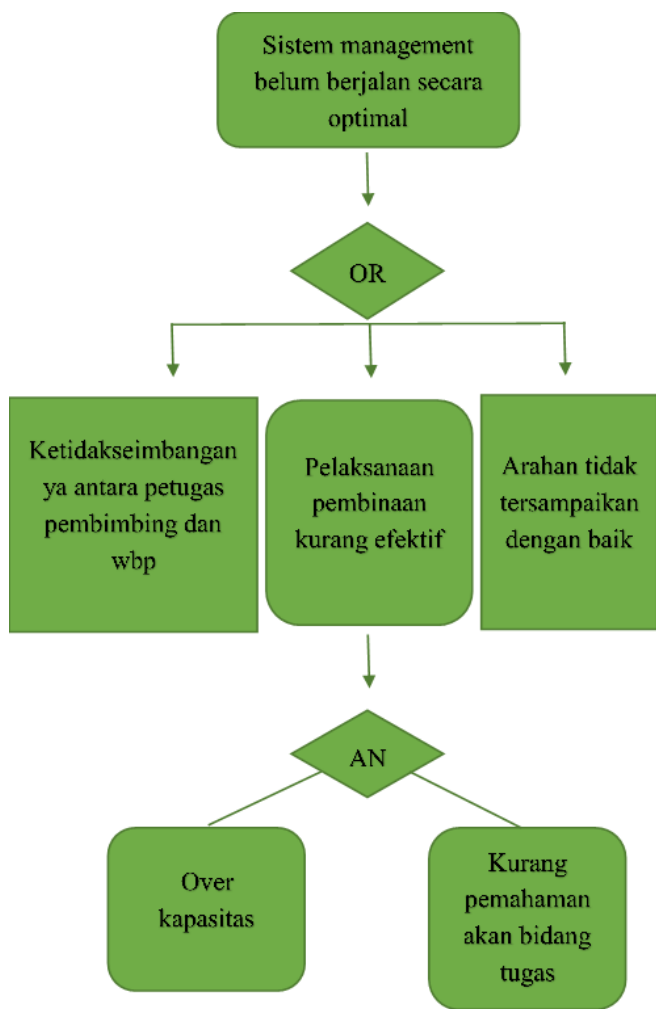 Sistem management
belum berjalan secara
optimal
OR
Ketidakseimbangan
ya antara petugas
pembimbing dan
wbp
Pelaksanaan
pembinaan
kurang efektif
Arahan tidak
tersampaikan
dengan baik
AN
Over
kapasitas
Kurang
pemahaman
akan bidang
tugas